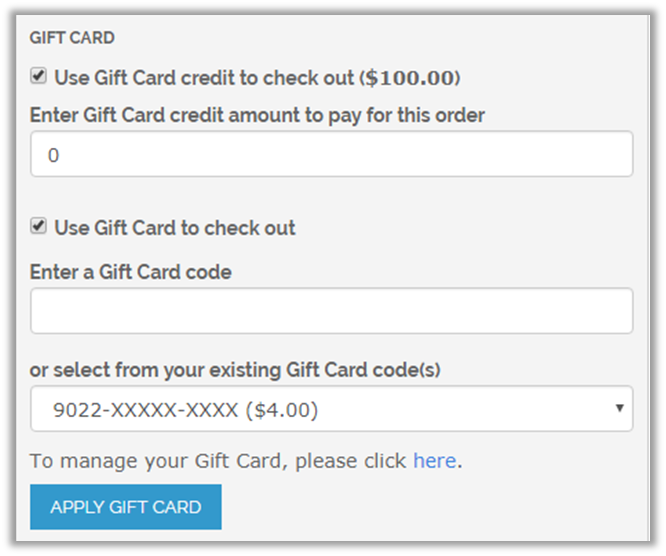 GIFT CARD
Use Gift Card credit to check out ($100.00)
Enter Gift Card credit amount to pay for this order
0
Use Gift Card to check out
Enter a Gift Card code
or select from your existing Gift Card code(s)
9022-XXXXX-XXXX ($4.00)
To manage your Gift Card, please click here.
APPLY GIFT CARD